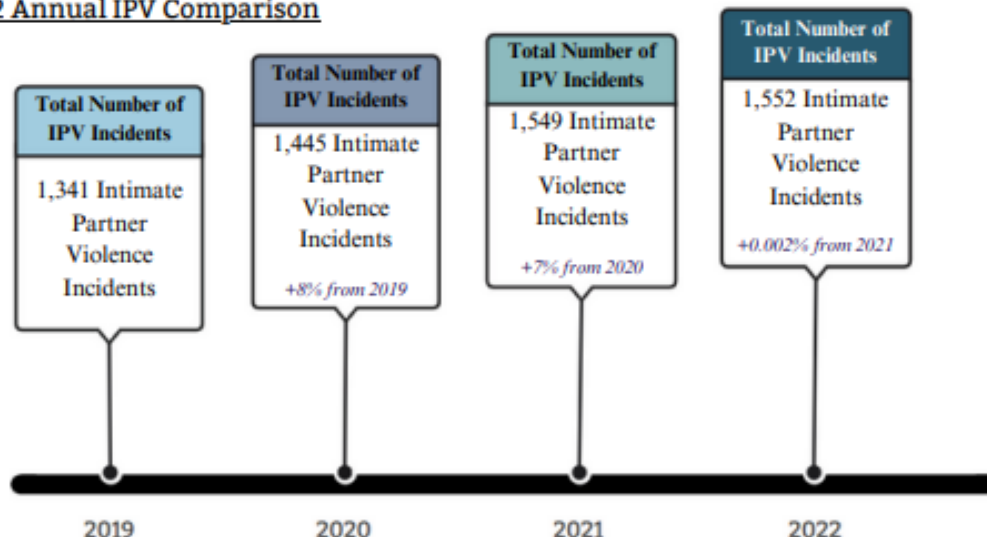 2 Annual IPV Comparison
Total Number of
IPV Incidents
1,341 Intimate
Partner
Violence
Incidents
Total Number of
IPV Incidents
1,445 Intimate
Partner
Violence
Incidents
+8% from 2019
Total Number of
IPV Incidents
1,549 Intimate
Partner
Violence
Incidents
+7% from 2020
Total Number of
IPV Incidents
1,552 Intimate
Partner
Violence
Incidents
+0.002% from 2021
2019
2020
2021
2022